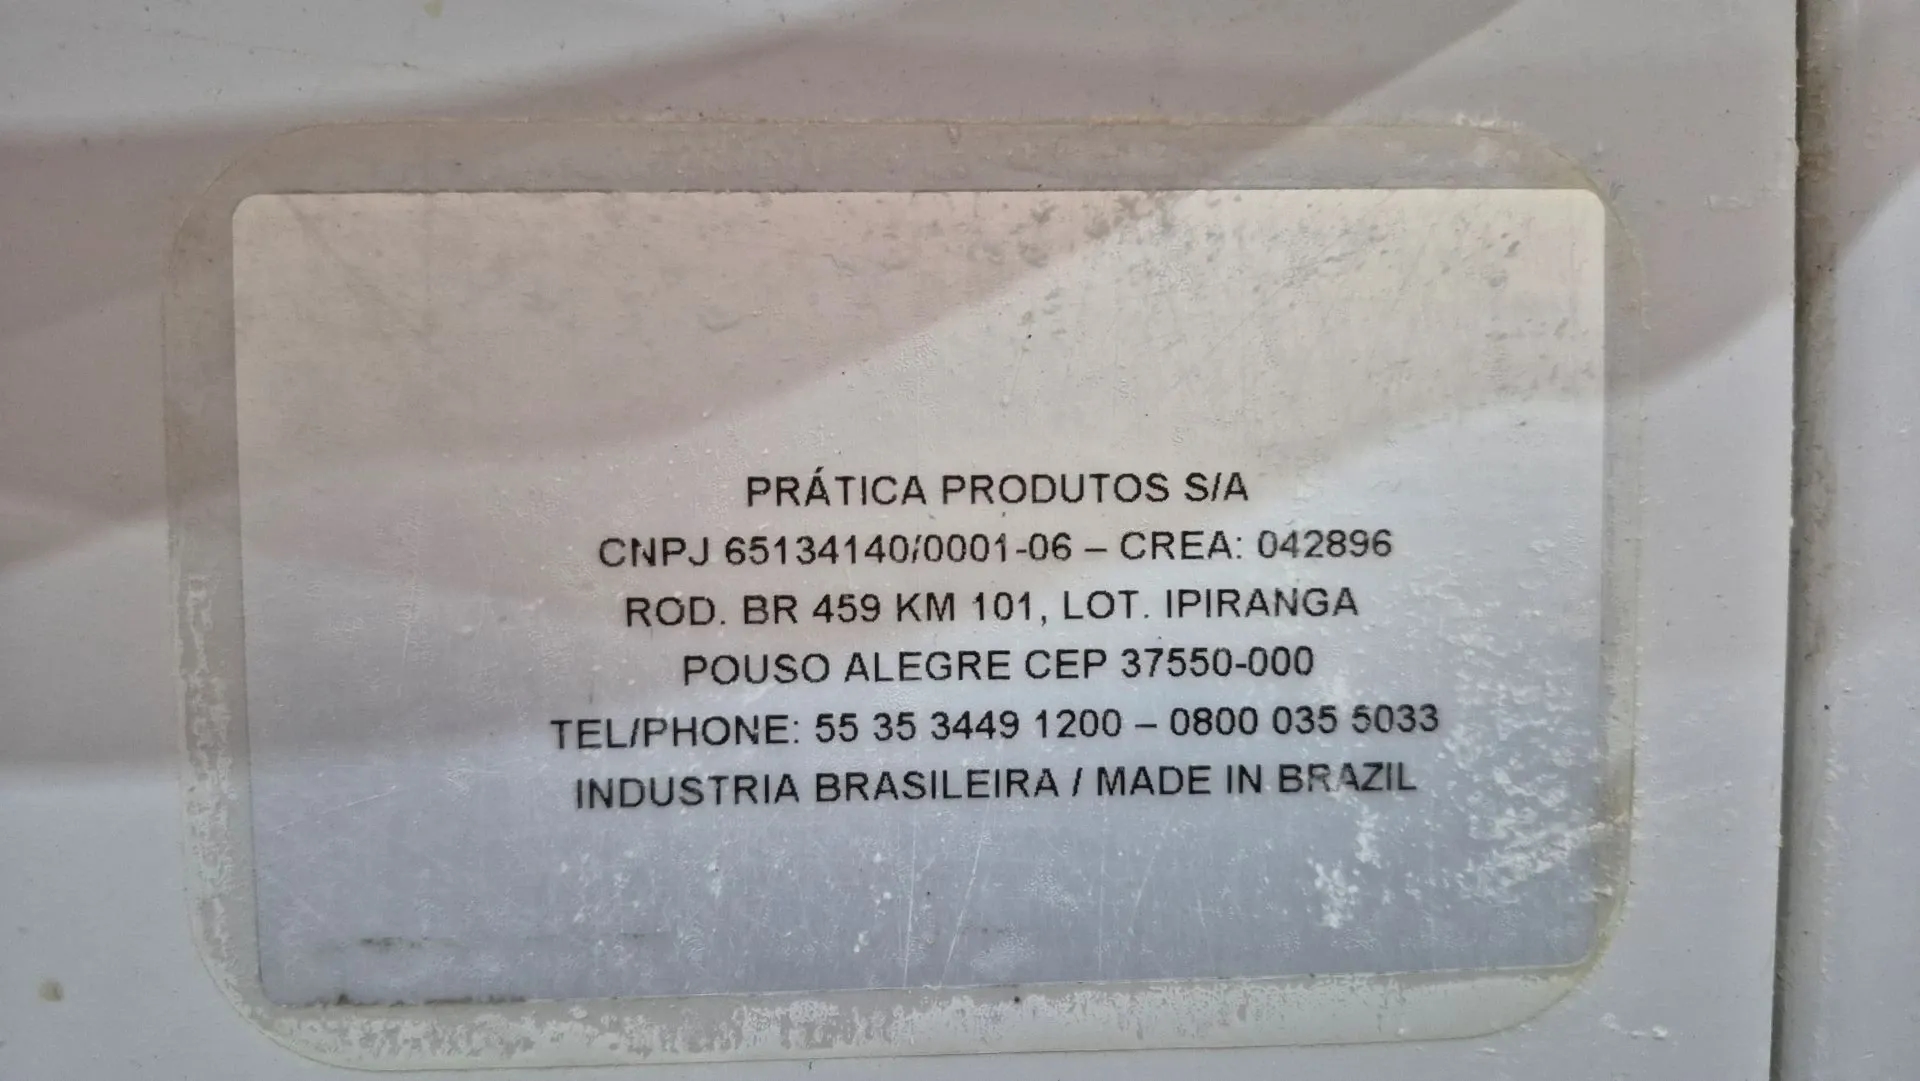 PRÁTICA PRODUTOS S/A
CNPJ 65134140/0001-06 – CREA: 042896
ROD. BR 459 KM 101, LOT. IPIRANGA
POUSO ALEGRE CEP 37550-000
TEL/PHONE: 55 35 3449 1200 – 0800 035 5033
INDUSTRIA BRASILEIRA / MADE IN BRAZIL